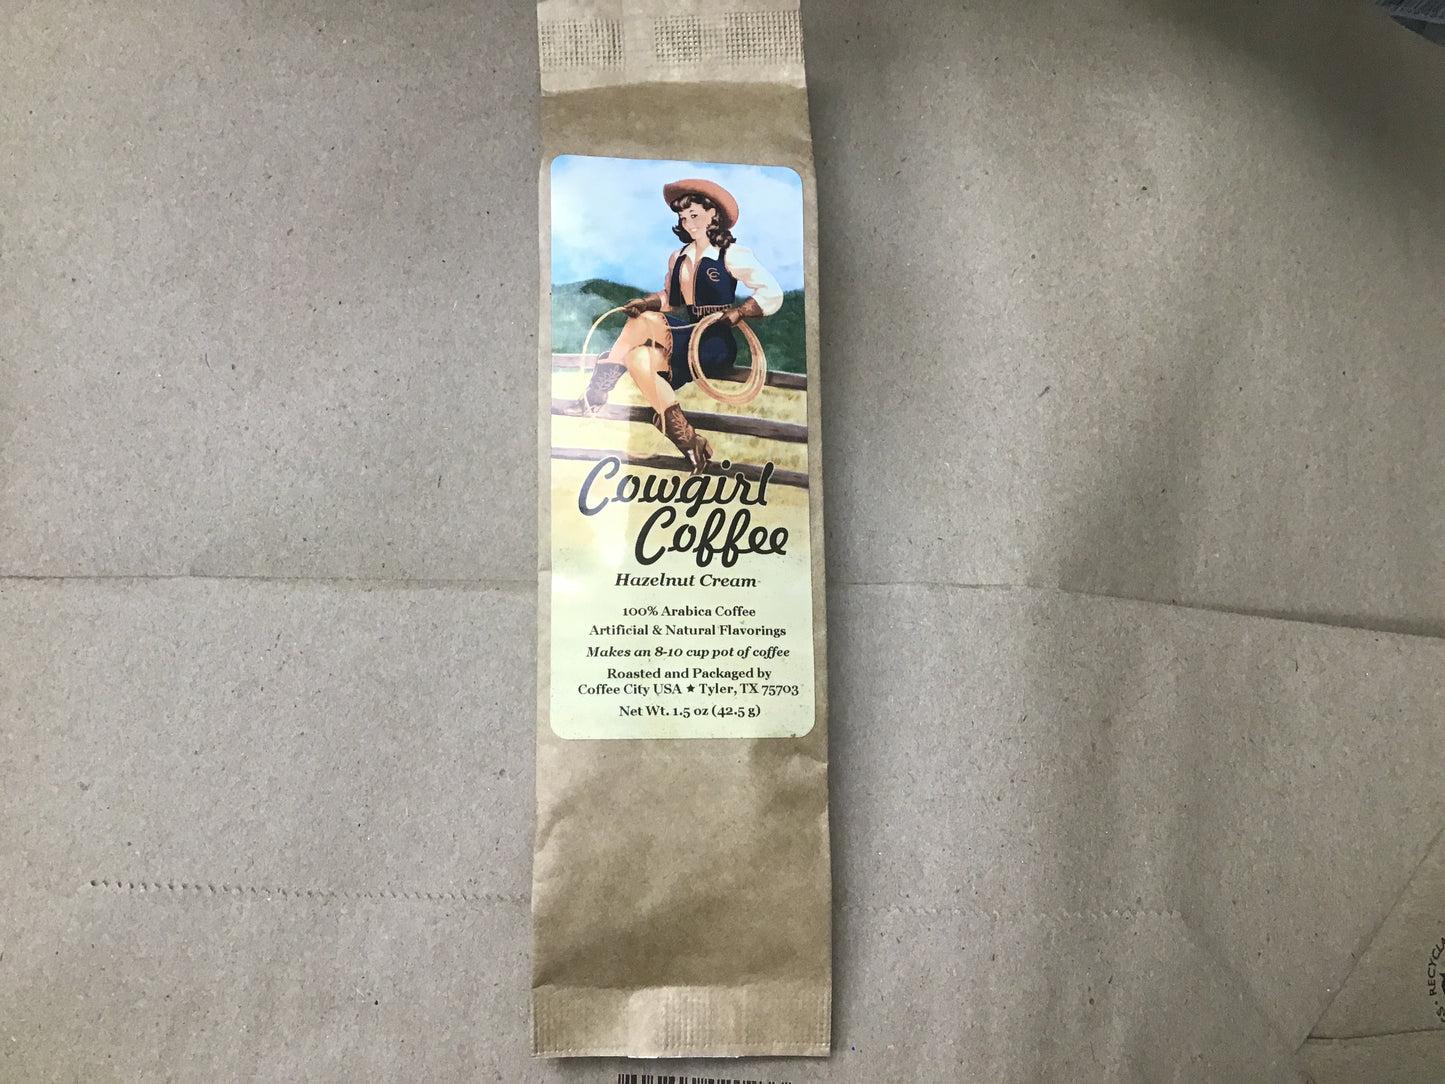 CC
Cowgirl
Coffee
Hazelnut Cream
100% Arabica Coffee
Artificial & Natural Flavorings
Makes an 8-10 cup pot of coffee
Roasted and Packaged by
Coffee City USA ★ Tyler, TX 75703
Net Wt. 1.5 oz (42.5 g)